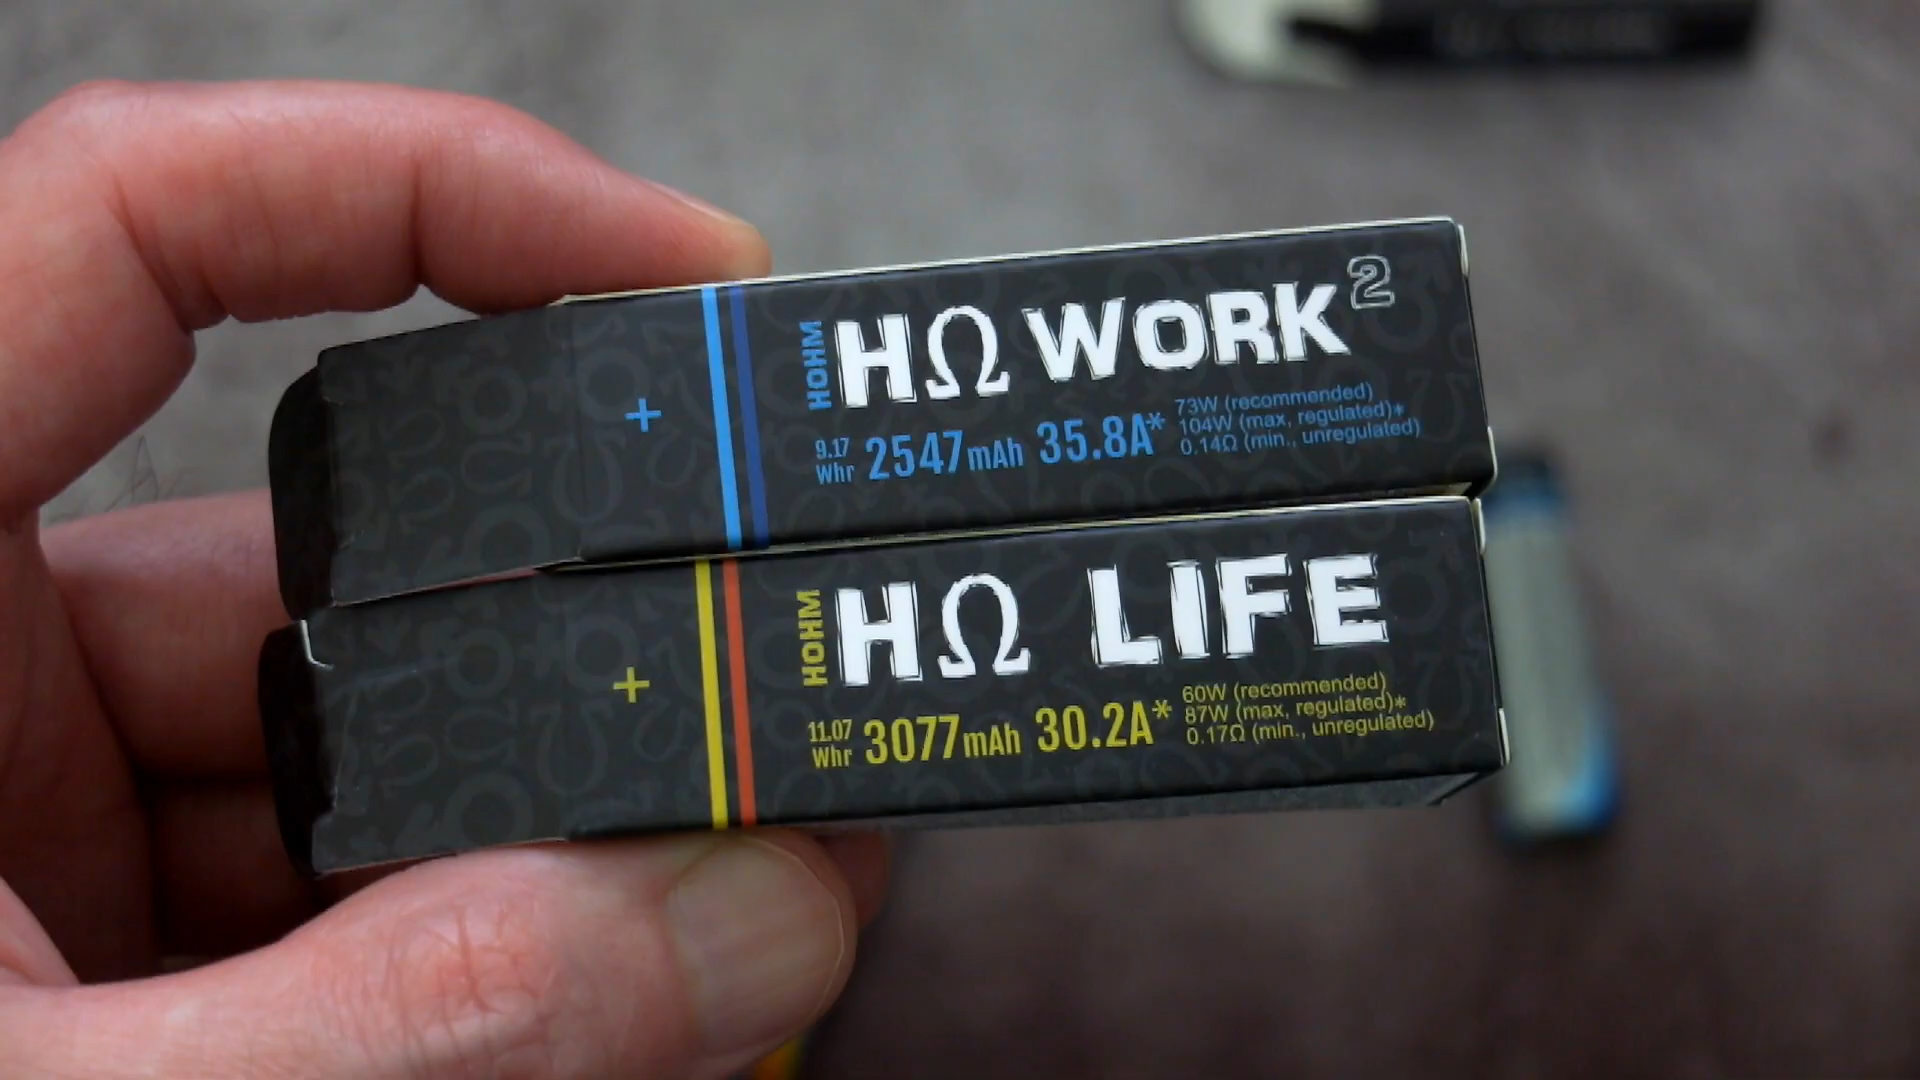 +
HOHM
HΩ WORK²
9.17 Whr 2547mAh 35.8A*
73W (recommended)
104W (max, regulated)*
0.14Ω (min., unregulated)
+
HOHM
HΩ LIFE
11.07 Whr 3077mAh 30.2A*
60W (recommended)
87W (max, regulated)*
0.17Ω (min., unregulated)